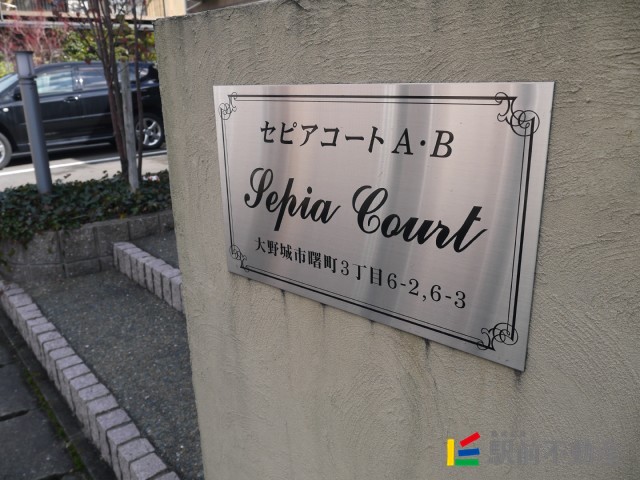 セピアコートA・B
Sepia Court
大野城市曙町3丁目6-2,6-3
駅前不動産